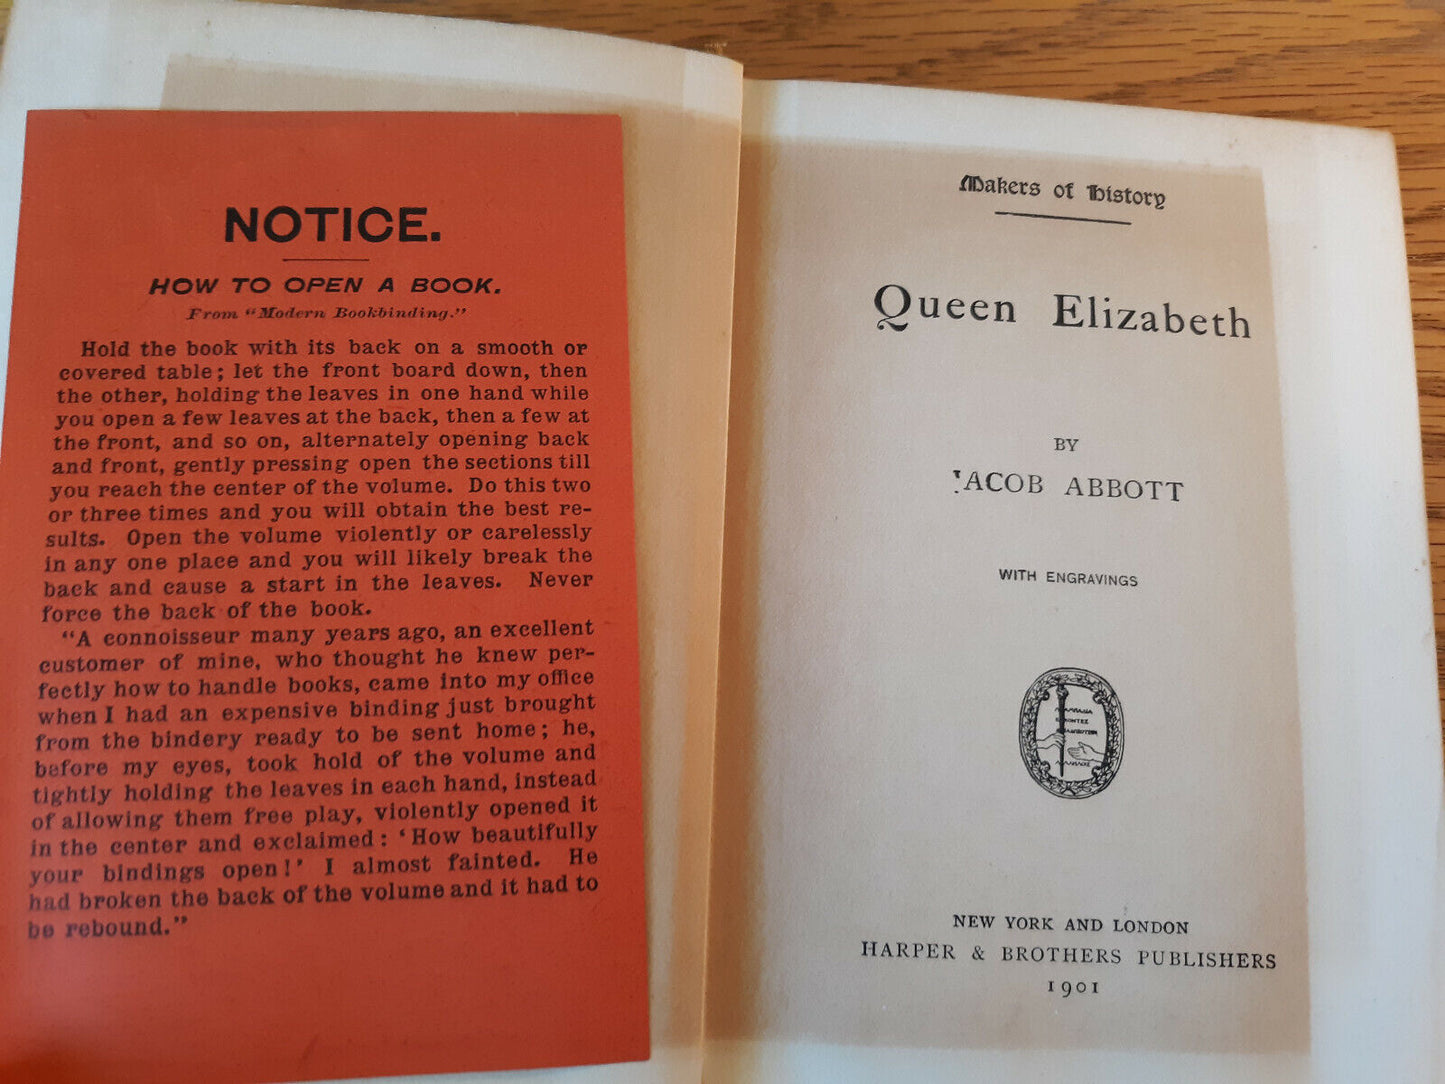 NOTICE.
HOW TO OPEN A BOOK.
From "Modern Bookbinding."
Hold the book with its back on a smooth or
covered table; let the front board down, then
the other, holding the leaves in one hand while
you open a few leaves at the back, then a few at
the front, and so on, alternately opening back
and front, gently pressing open the sections till
you reach the center of the volume. Do this two
or three times and you will obtain the best re-
sults. Open the volume violently or carelessly
in any one place and you will likely break the
back and cause a start in the leaves. Never
force the back of the book.
"A connoisseur many years ago, an excellent
customer of mine, who thought he knew per-
fectly how to handle books, came into my office
when I had an expensive binding just brought
from the bindery ready to be sent home; he,
before my eyes, took hold of the volume and
tightly holding the leaves in each hand, instead
of allowing them free play, violently opened it
in the center and exclaimed: 'How beautifully
your bindings open!' I almost fainted. He
had broken the back of the volume and it had to
be rebound."
Makers of History
Queen Elizabeth
BY
JACOB ABBOTT
WITH ENGRAVINGS
NEW YORK AND LONDON
HARPER & BROTHERS PUBLISHERS
1901